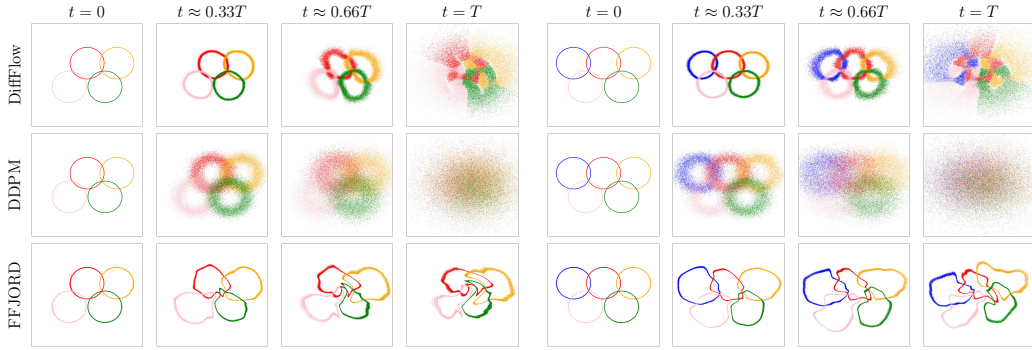 t = 0 t ≈ 0.33T t ≈ 0.66T t = T t = 0 t ≈ 0.33T t ≈ 0.66T t = T
DiffFlow
DDPM
FFJORD